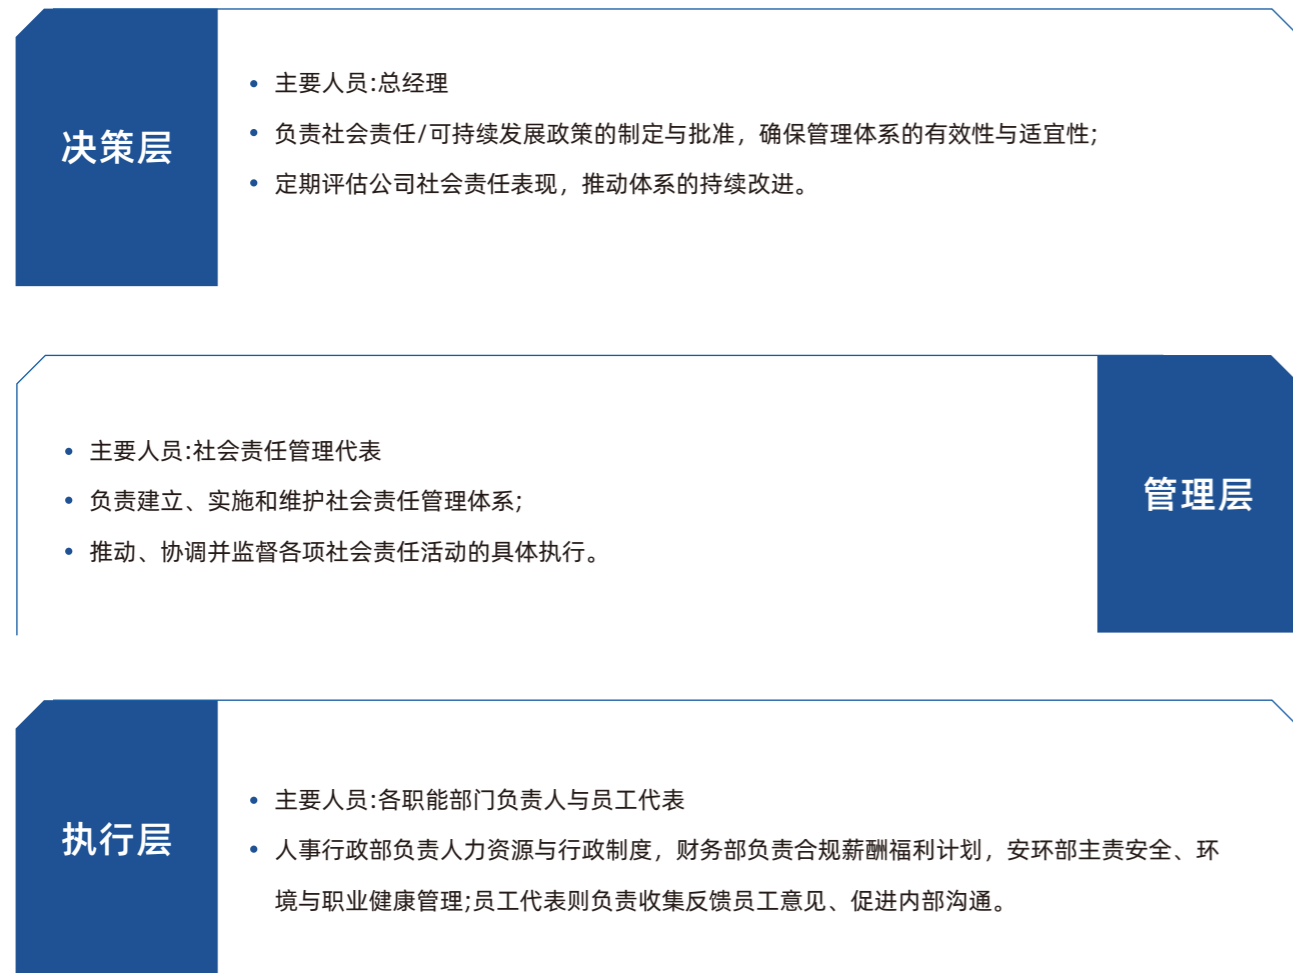 决策层
主要人员:总经理
负责社会责任/可持续发展政策的制定与批准，确保管理体系的有效性与适宜性;
定期评估公司社会责任表现，推动体系的持续改进。
主要人员:社会责任管理代表
负责建立、实施和维护社会责任管理体系;
推动、协调并监督各项社会责任活动的具体执行。
管理层
执行层
主要人员:各职能部门负责人与员工代表
人事行政部负责人力资源与行政制度，财务部负责合规薪酬福利计划，安环部主责安全、环
境与职业健康管理;员工代表则负责收集反馈员工意见、促进内部沟通。